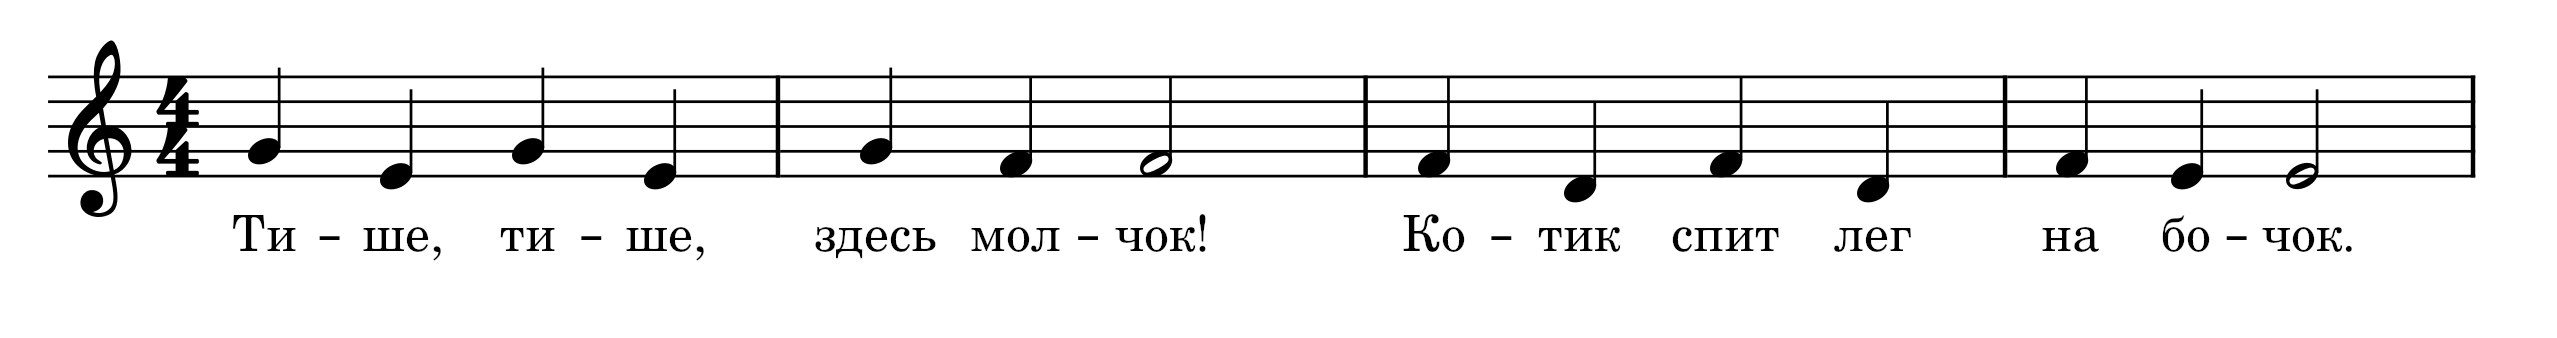 Ти – ше, ти – ше, здесь мол – чок! Ко – тик спит лег на бо – чок.